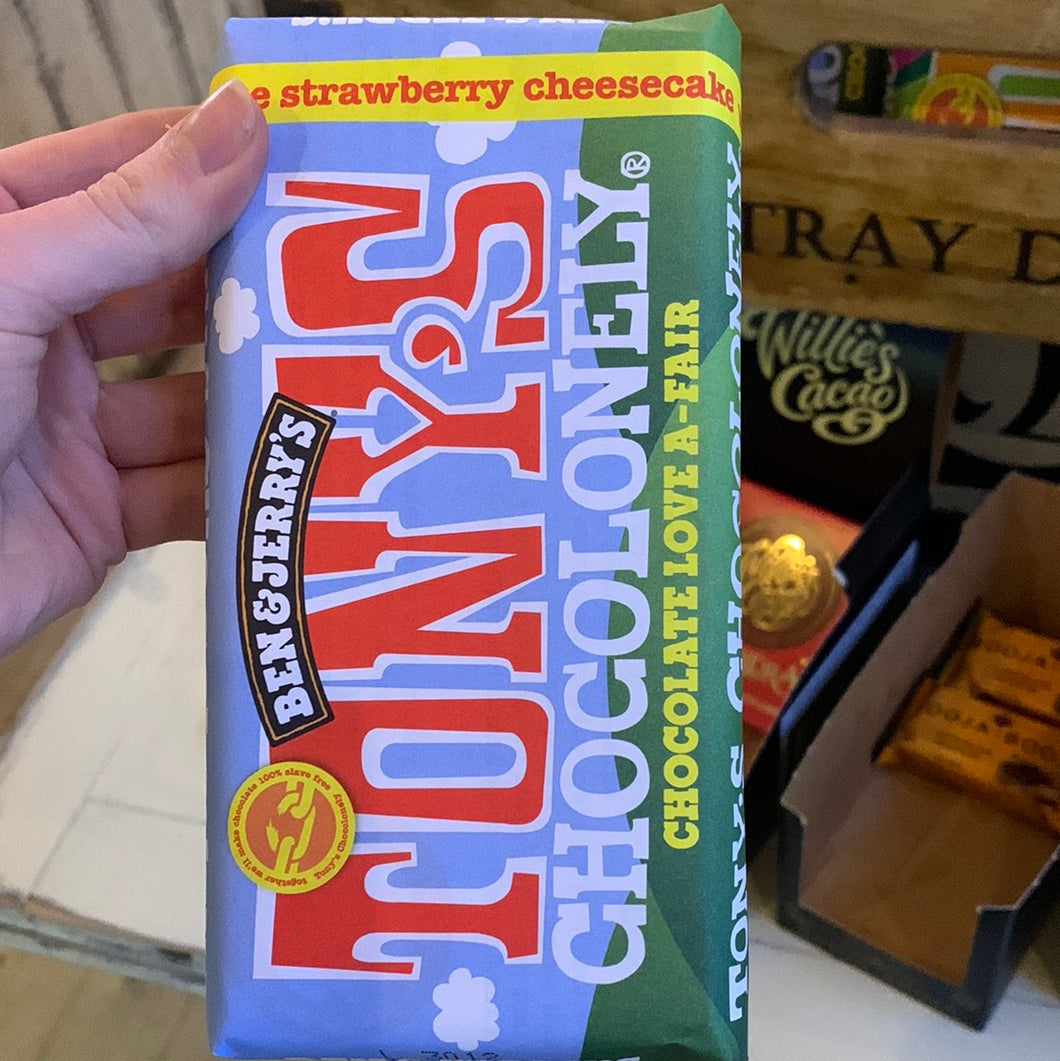 e strawberry cheesecake
BEN & JERRY'S
TONY'S
CHOCOLONELY®
CHOCOLATE LOVE A-FAIR
TONY'S CHOCOLONELY
together we'll make chocolate 100% slave free
Tony's Chocolonely
TRAY D
Willie's
Cacao